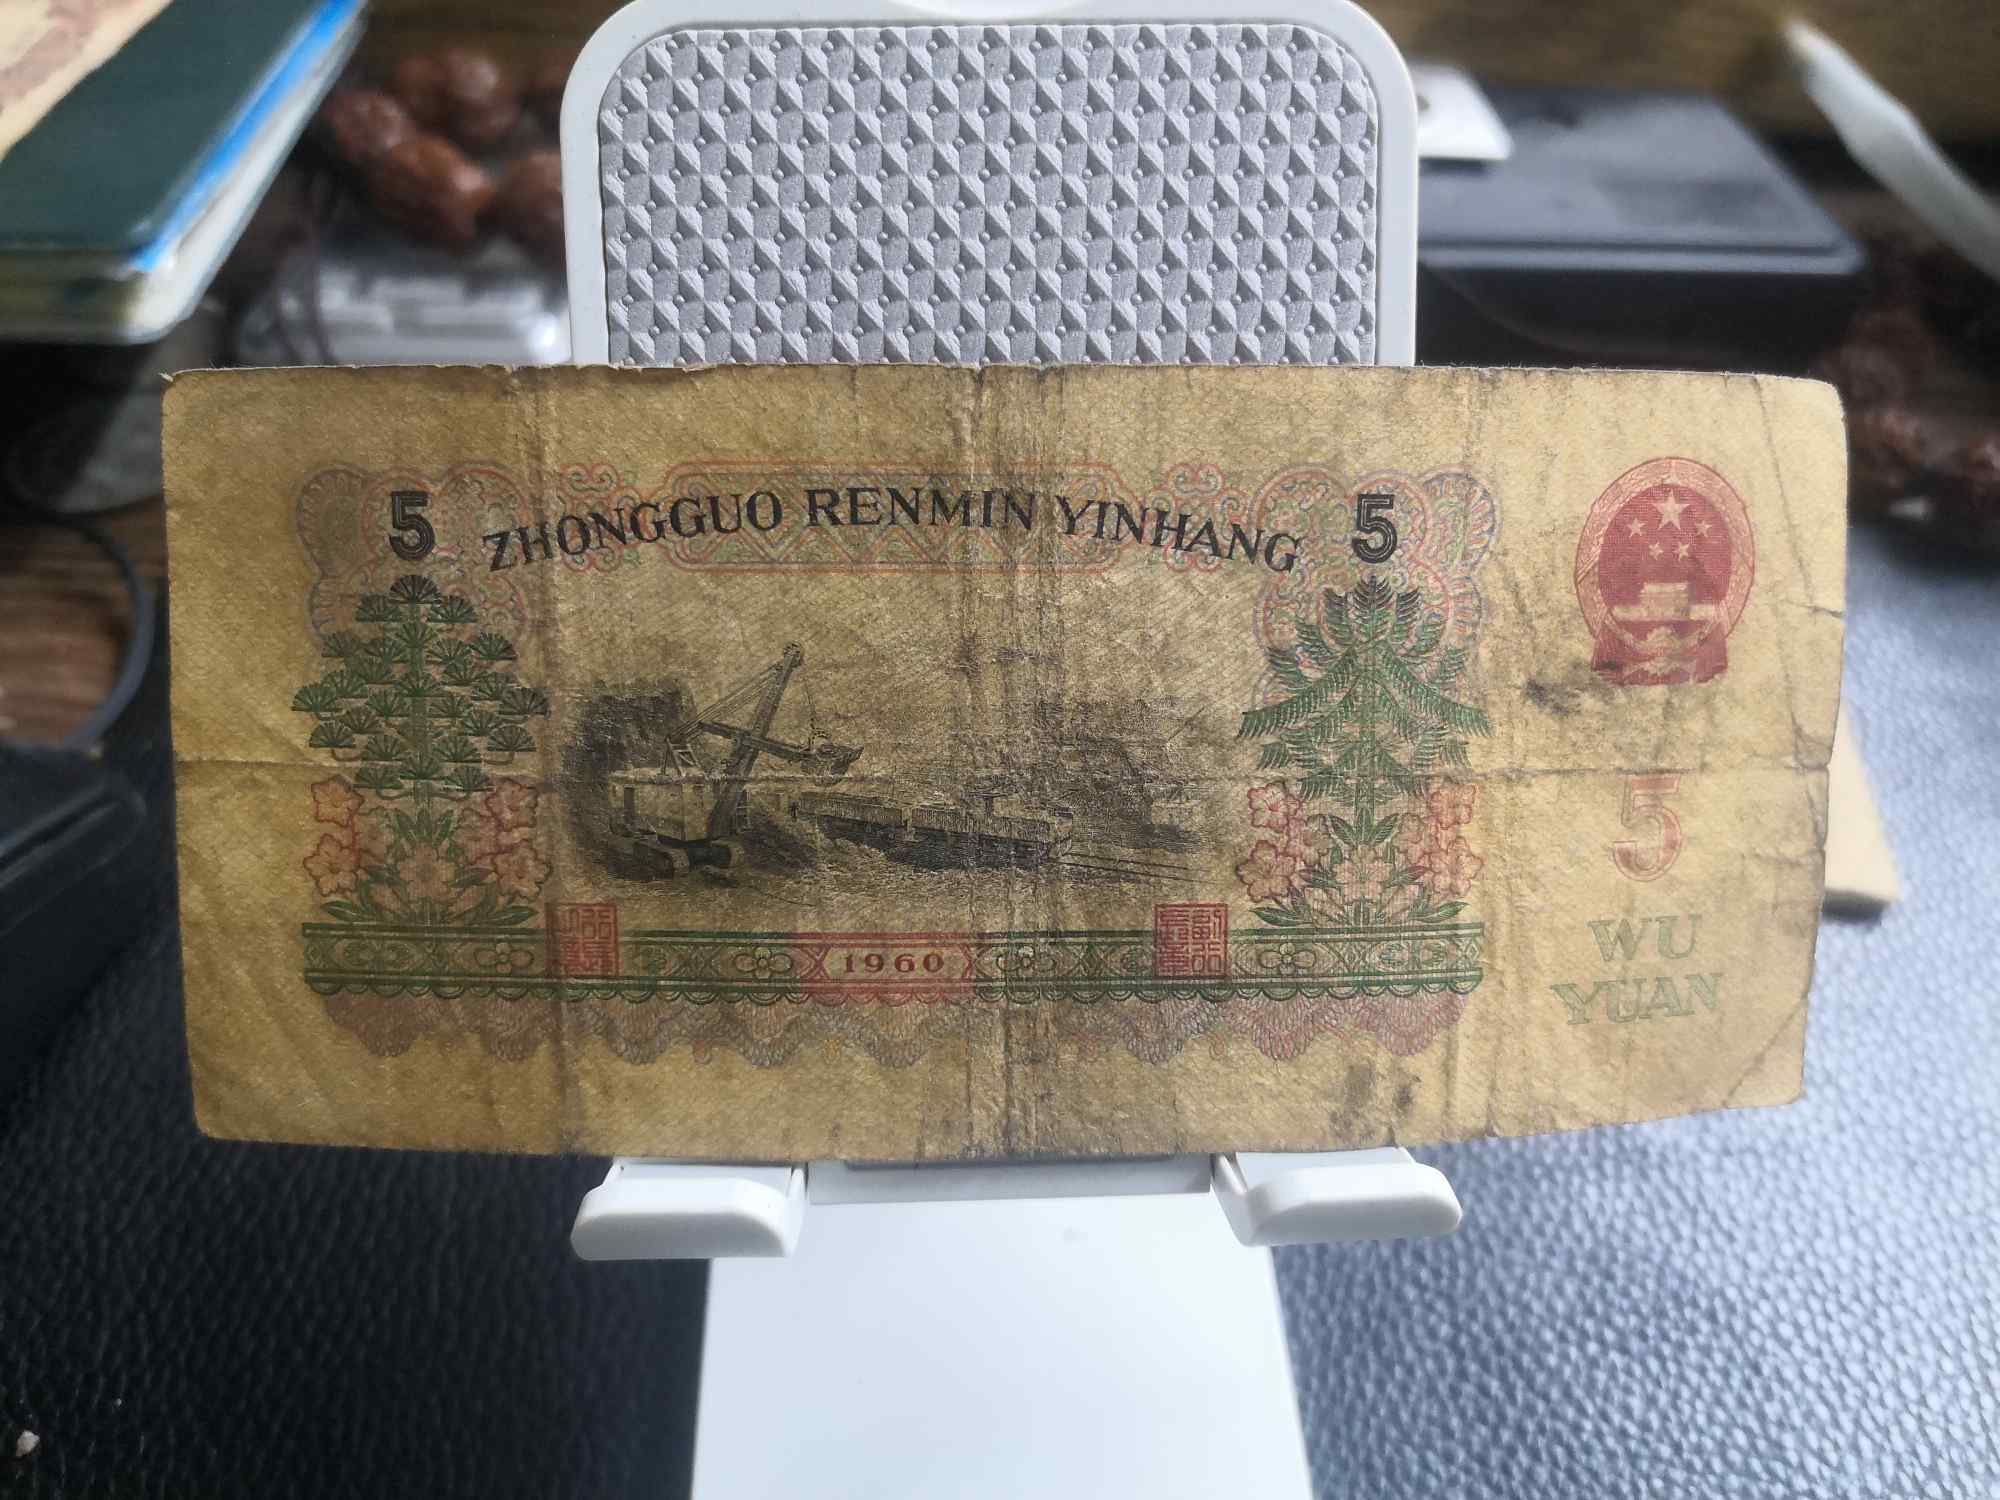 5 ZHONGGUO RENMIN YINHANG 5
5
WU
YUAN
1960